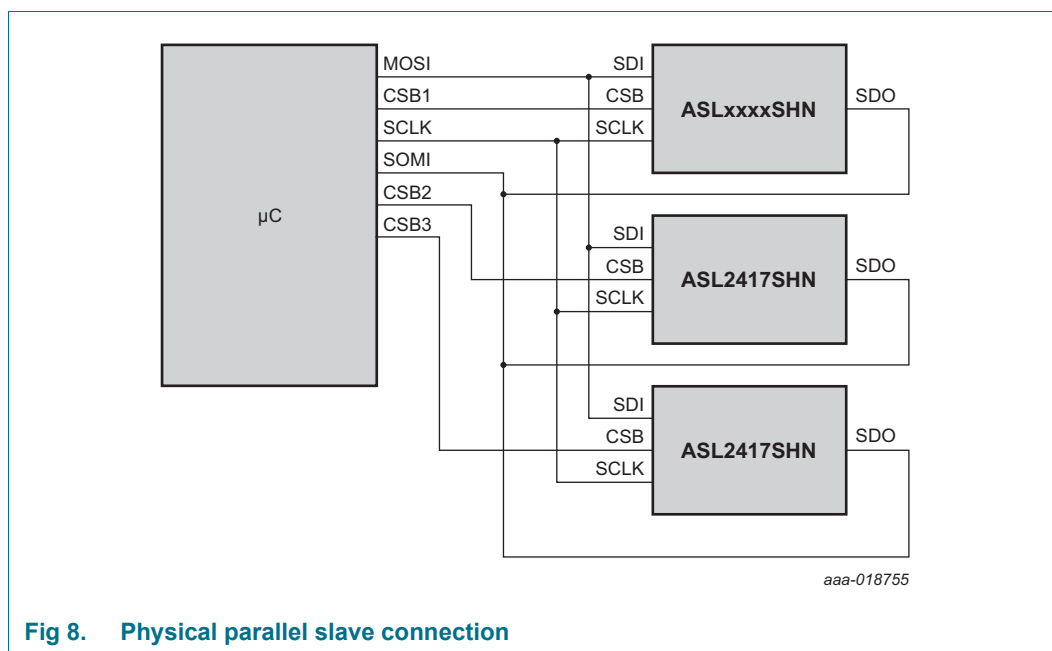 µC
MOSI
CSB1
SCLK
SOMI
CSB2
CSB3
SDI
CSB
SCLK
ASLxxxxSHN
SDO
SDI
CSB
SCLK
ASL2417SHN
SDO
SDI
CSB
SCLK
ASL2417SHN
SDO
aaa-018755
Fig 8. Physical parallel slave connection